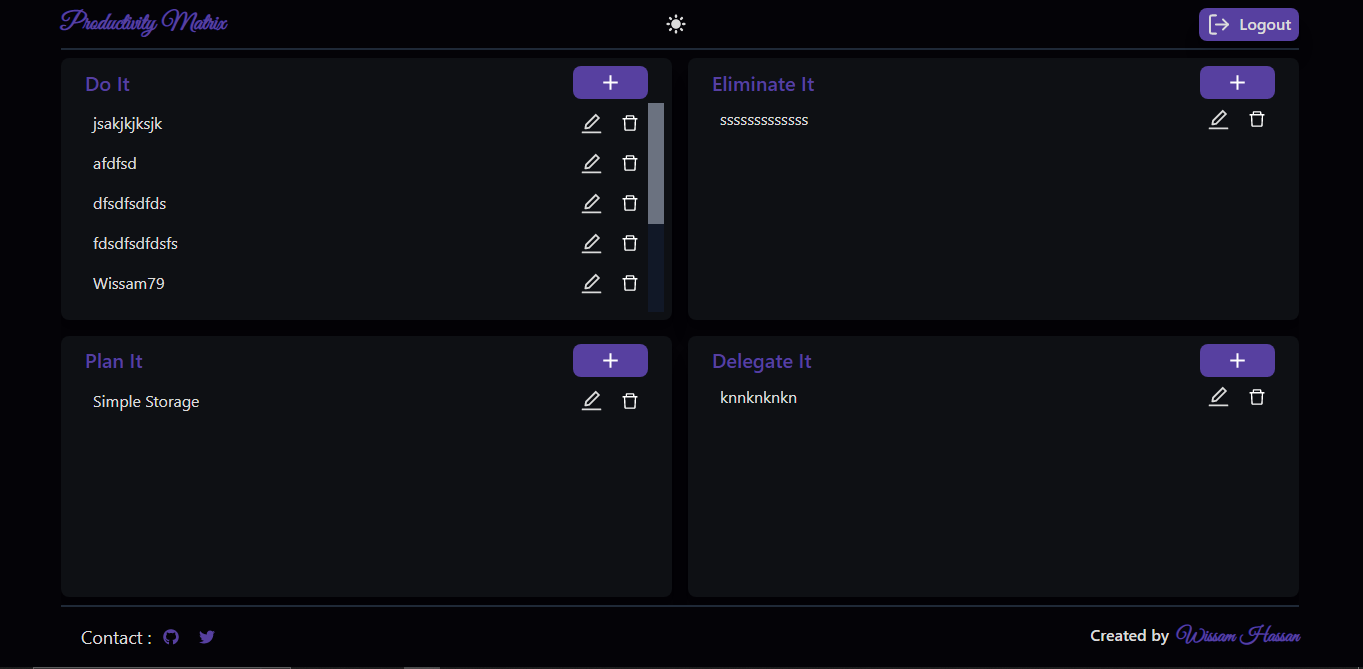 Productivity Matrix
Logout
Do It
jsakjkjksjk
afdfsd
dfsdfsdfds
fdsdfsdfdsfs
Wissam79
Eliminate It
sssssssssssss
Plan It
Simple Storage
Delegate It
knnknknkn
Contact :
Created by Wissam Hassan